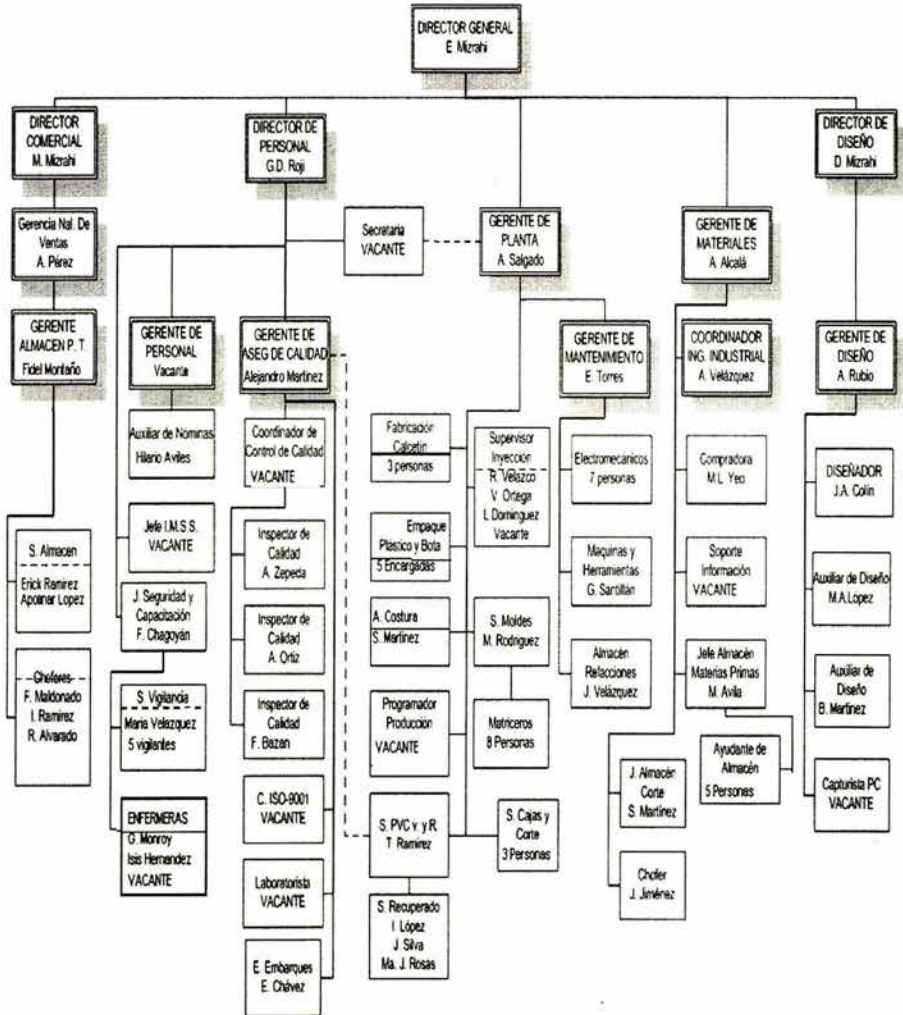 DIRECTOR GENERAL
E. Mizrahi
DIRECTOR
COMERCIAL
M. Mizrahi
DIRECTOR DE
PERSONAL
G.D. Roji
DIRECTOR DE
DISEÑO
D. Mizrahi
Gerencia Nal. De
Ventas
A. Pérez
Secretaria
VACANTE
GERENTE DE
PLANTA
A. Salgado
GERENTE DE
MATERIALES
A. Alcalá
GERENTE
ALMACEN P. T.
Fidel Montaño
GERENTE DE
PERSONAL
Vacante
GERENTE DE
ASEG DE CALIDAD
Alejandro Martinez
GERENTE DE
MANTENIMIENTO
E. Torres
COORDINADOR
ING. INDUSTRIAL
A. Velázquez
GERENTE DE
DISEÑO
A. Rubio
Auxiliar de Nominas
Hilario Aviles
Coordinador de
Control de Calidad
VACANTE
Fabricación
Calcetín
3 personas
Supervisor
Inyección
R. Velazco
V. Ortega
I. Dominguez
Vacante
Electromecánicos
7 personas
Compradora
M.L. Yeo
DISEÑADOR
J.A. Colín
S. Almacen
Erick Ramirez
Apolinar Lopez
Jefe I.M.S.S.
VACANTE
Inspector de
Calidad
A. Zepeda
Empaque
Plastico y Bota
5 Encargadas
Maquinas y
Herramientas
G. Santillán
Soporte
Información
VACANTE
Auxiliar de Diseño
M.A.López
J. Seguridad y
Capacitación
F. Chagoyán
Inspector de
Calidad
A. Ortiz
A. Costura
S. Martinez
S. Moldes
M. Rodriguez
Almacén
Refacciones
J. Velázquez
Jefe Almacén
Materias Primas
M. Avila
Auxiliar de
Diseño
B. Martinez
Choferes
F. Maldonado
I. Ramirez
R. Alvarado
S. Vigilancia
Maria Velazquez
5 vigilantes
Inspector de
Calidad
F. Bazan
Programador
Producción
VACANTE
Matriceros
8 Personas
J. Almacén
Corte
S. Martínez
Ayudante de
Almacén
5 Personas
Capturista PC
VACANTE
ENFERMERAS
G. Monroy
Isis Hernandez
VACANTE
C. ISO-9001
VACANTE
S. PVC v. y R.
T. Ramirez
S. Cajas y
Corte
3 Personas
Chofer
J. Jiménez
Laboratorista
VACANTE
S. Recuperado
I. López
J. Silva
Ma. J. Rosas
E. Embarques
E. Chávez